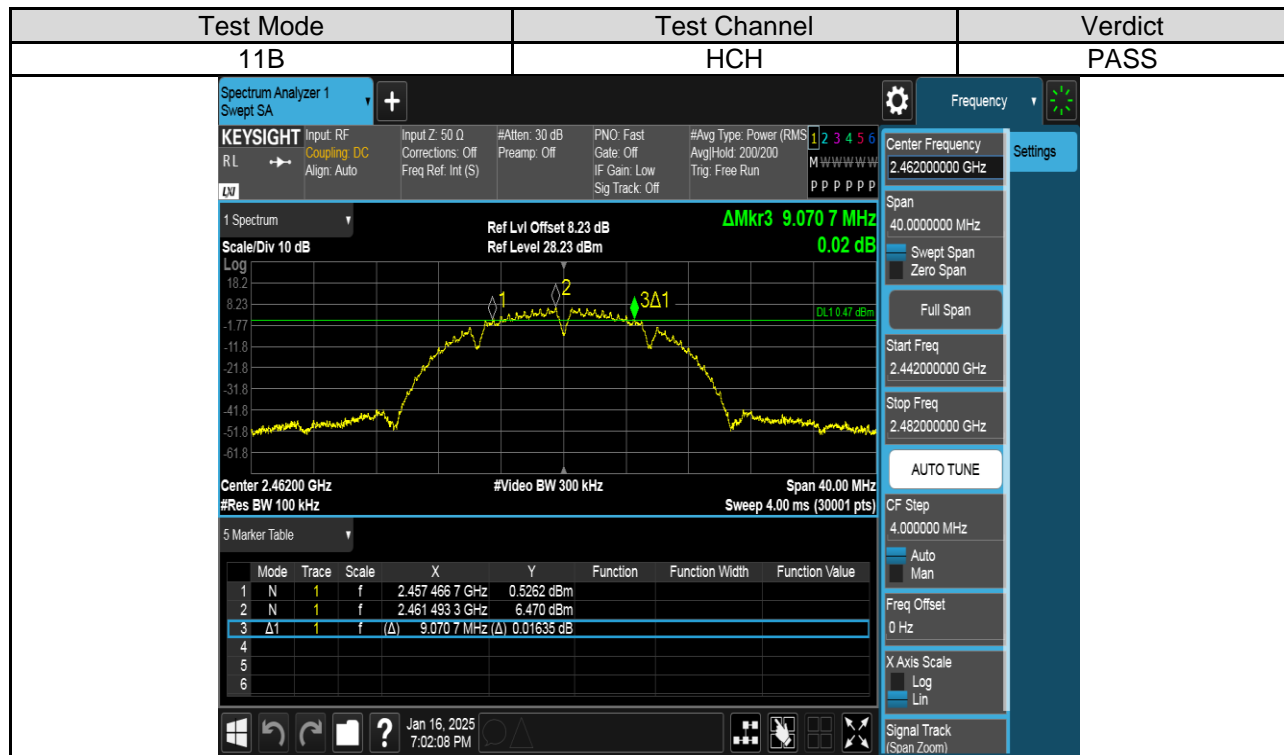 Test Mode Test Channel Verdict
11B HCH PASS
Spectrum Analyzer 1
Swept SA
Frequency
KEYSIGHT Input: RF Input Z: 50 Ω #Atten: 30 dB PNO: Fast #Avg Type: Power (RMS 1 2 3 4 5 6
RL Coupling: DC Corrections: Off Preamp: Off Gate: Off Avg|Hold: 200/200 M W W W W W
Align: Auto Freq Ref: Int (S) IF Gain: Low Trig: Free Run
LXI Sig Track: Off P P P P P P
Center Frequency
2.462000000 GHz
Settings
Span
40.0000000 MHz
Swept Span
Zero Span
Full Span
Start Freq
2.442000000 GHz
Stop Freq
2.482000000 GHz
AUTO TUNE
CF Step
4.000000 MHz
Auto
Man
Freq Offset
0 Hz
X Axis Scale
Log
Lin
Signal Track
(Span Zoom)
1 Spectrum Ref Lvl Offset 8.23 dB ΔMkr3 9.070 7 MHz
Scale/Div 10 dB Ref Level 28.23 dBm 0.02 dB
Log
18.2
8.23
-1.77
-11.8
-21.8
-31.8
-41.8
-51.8
-61.8
1 2 3Δ1
DL1 0.47 dBm
Center 2.46200 GHz #Video BW 300 kHz Span 40.00 MHz
#Res BW 100 kHz Sweep 4.00 ms (30001 pts)
5 Marker Table
Mode Trace Scale X Y Function Function Width Function Value
1 N 1 f 2.457 466 7 GHz 0.5262 dBm
2 N 1 f 2.461 493 3 GHz 6.470 dBm
3 Δ1 1 f (Δ) 9.070 7 MHz (Δ) 0.01635 dB
4
5
6
? Jan 16, 2025
7:02:08 PM